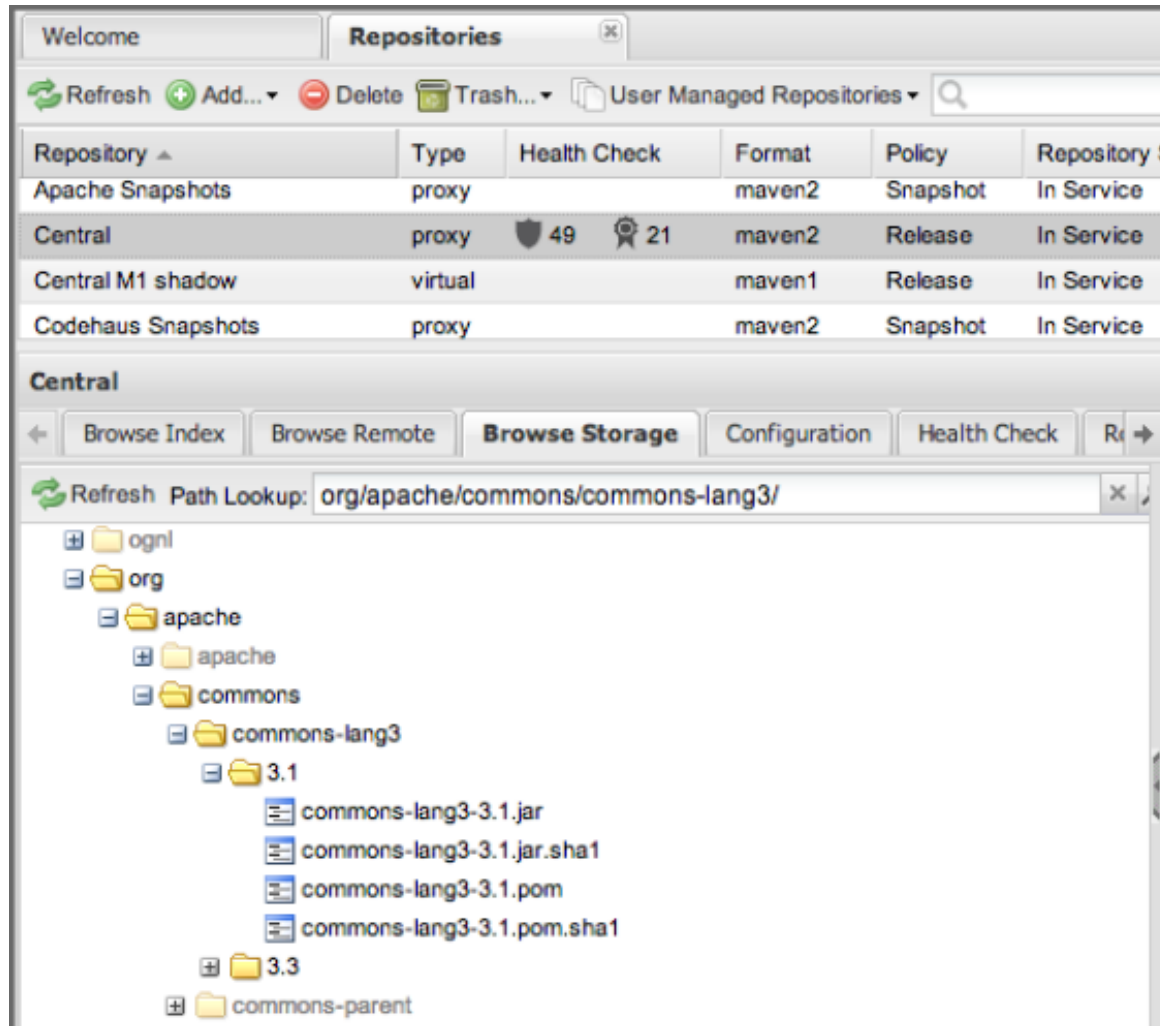 Welcome Repositories
Refresh Add... Delete Trash... User Managed Repositories
Repository Type Health Check Format Policy Repository
Apache Snapshots proxy maven2 Snapshot In Service
Central proxy 49 21 maven2 Release In Service
Central M1 shadow virtual maven1 Release In Service
Codehaus Snapshots proxy maven2 Snapshot In Service
Central
Browse Index Browse Remote Browse Storage Configuration Health Check
Refresh Path Lookup: org/apache/commons/commons-lang3/
ognl
org
apache
apache
commons
commons-lang3
3.1
commons-lang3-3.1.jar
commons-lang3-3.1.jar.sha1
commons-lang3-3.1.pom
commons-lang3-3.1.pom.sha1
3.3
commons-parent